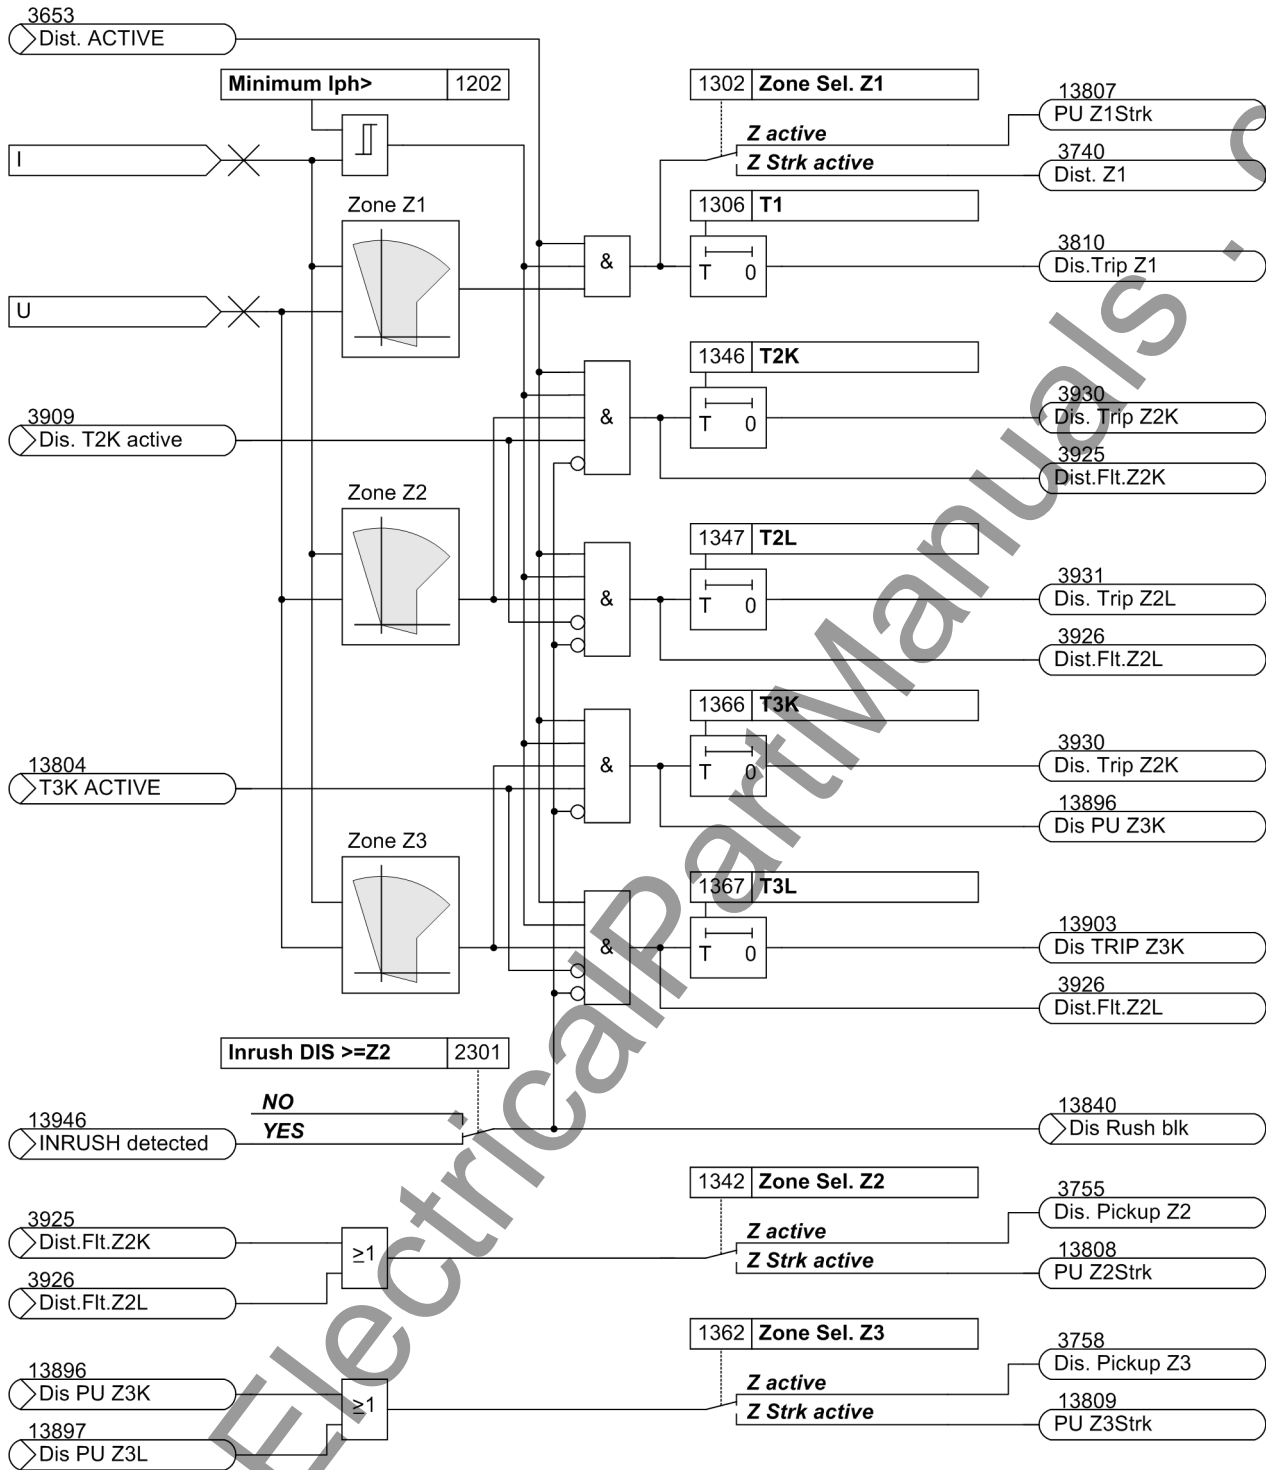 3653
Dist. ACTIVE
Minimum Iph> 1202
1302 Zone Sel. Z1
13807
PU Z1Strk
Z active
I
Z Strk active
3740
Dist. Z1
Zone Z1
1306 T1
&
T 0
3810
Dis.Trip Z1
U
1346 T2K
3909
Dis. T2K active
&
T 0
3930
Dis. Trip Z2K
3925
Dist.Flt.Z2K
Zone Z2
1347 T2L
&
T 0
3931
Dis. Trip Z2L
3926
Dist.Flt.Z2L
1366 T3K
13804
T3K ACTIVE
&
T 0
3930
Dis. Trip Z2K
13896
Dis PU Z3K
Zone Z3
1367 T3L
&
T 0
13903
Dis TRIP Z3K
3926
Dist.Flt.Z2L
Inrush DIS >=Z2 2301
NO
YES
13946
INRUSH detected
13840
Dis Rush blk
1342 Zone Sel. Z2
3925
Dist.Flt.Z2K
≥1
Z active
Z Strk active
3755
Dis. Pickup Z2
3926
Dist.Flt.Z2L
13808
PU Z2Strk
1362 Zone Sel. Z3
13896
Dis PU Z3K
≥1
Z active
Z Strk active
3758
Dis. Pickup Z3
13897
Dis PU Z3L
13809
PU Z3Strk
ElectricalPartManuals . c